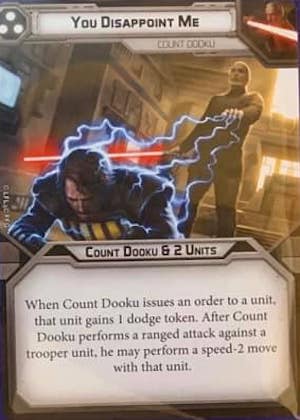 You Disappoint Me
COUNT DOOKU
Count Dooku & 2 Units
When Count Dooku issues an order to a unit,
that unit gains 1 dodge token. After Count
Dooku performs a ranged attack against a
trooper unit, he may perform a speed-2 move
with that unit.